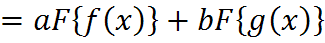 = aF{f(x)} + bF{g(x)}